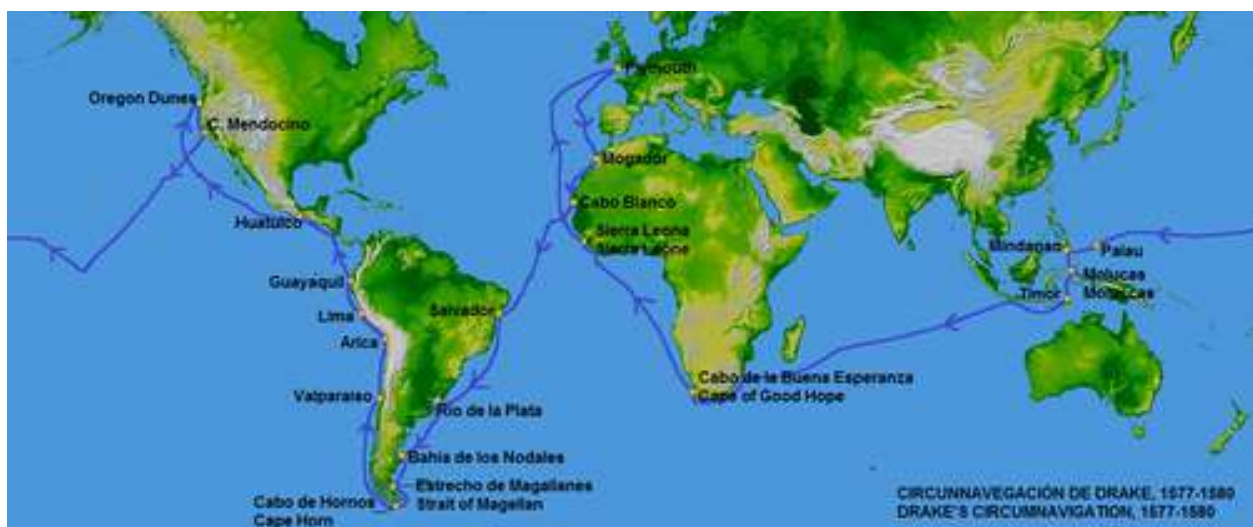 Plymouth
Oregon Dunes
C. Mendocino
Mogador
Cabo Blanco
Huatulco
Sierra Leona
Sierra Leone
Mindanao
Palau
Guayaquil
Molucas
Moluccas
Timor
Lima
Salvador
Arica
Cabo de la Buena Esperanza
Cape of Good Hope
Valparaiso
Rio de la Plata
Bahia de los Nodales
Estrecho de Magallanes
Strait of Magellan
Cabo de Hornos
Cape Horn
CIRCUNNAVEGACIÓN DE DRAKE, 1577-1580
DRAKE'S CIRCUMNAVIGATION, 1577-1580